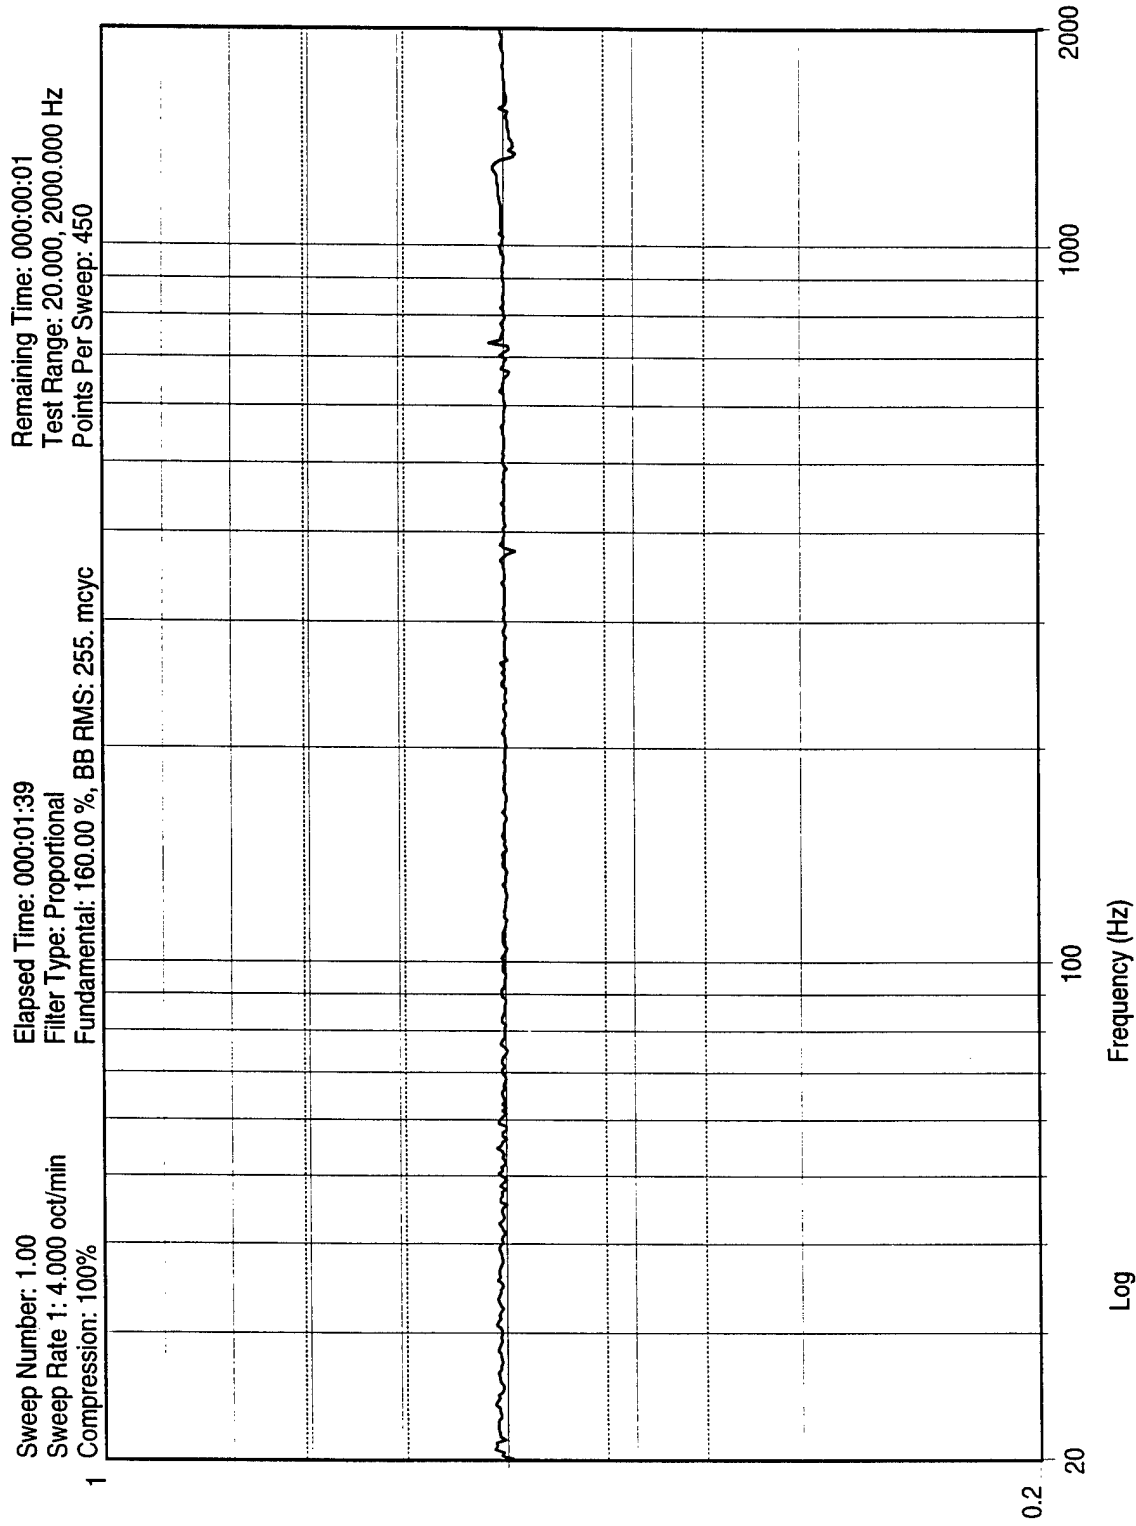 Sweep Number: 1.00
Sweep Rate 1: 4.000 oct/min
Compression: 100%
Elapsed Time: 000:01:39
Filter Type: Proportional
Fundamental: 160.00 %, BB RMS: 255. mcyc
Remaining Time: 000:00:01
Test Range: 20.000, 2000.000 Hz
Points Per Sweep: 450
1
0.2
20
100
1000
2000
Log
Frequency (Hz)